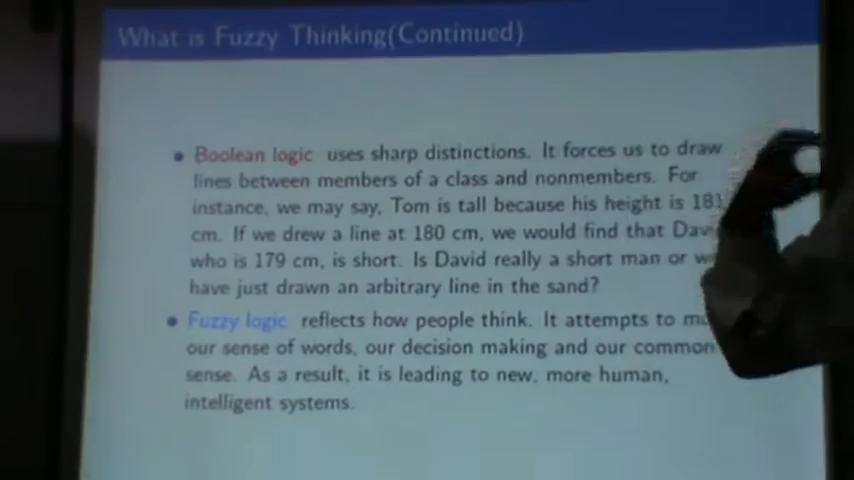 What is Fuzzy Thinking(Continued)
Boolean logic uses sharp distinctions. It forces us to draw
lines between members of a class and nonmembers. For
instance, we may say, Tom is tall because his height is 181
cm. If we drew a line at 180 cm, we would find that
who is 179 cm, is short. Is David really a short man or
have just drawn an arbitrary line in the sand?
Fuzzy logic reflects how people think. It attempts to
our sense of words, our decision making and our common
sense. As a result, it is leading to new, more human,
intelligent systems.